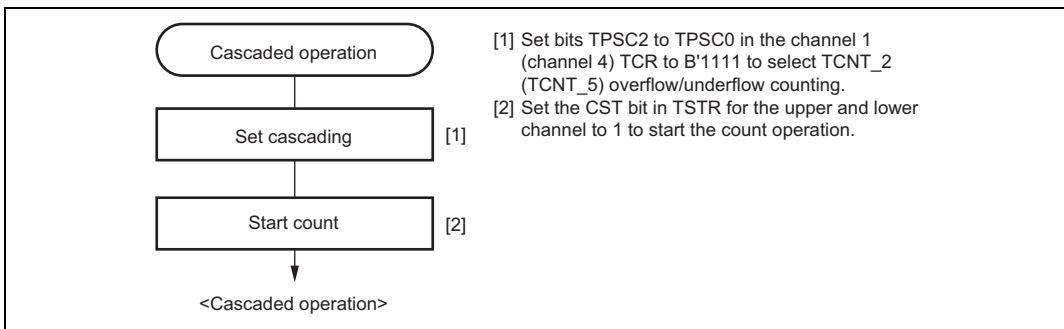 Cascaded operation
Set cascading
[1]
Start count
[2]
<Cascaded operation>
[1] Set bits TPSC2 to TPSC0 in the channel 1
(channel 4) TCR to B'1111 to select TCNT_2
(TCNT_5) overflow/underflow counting.
[2] Set the CST bit in TSTR for the upper and lower
channel to 1 to start the count operation.